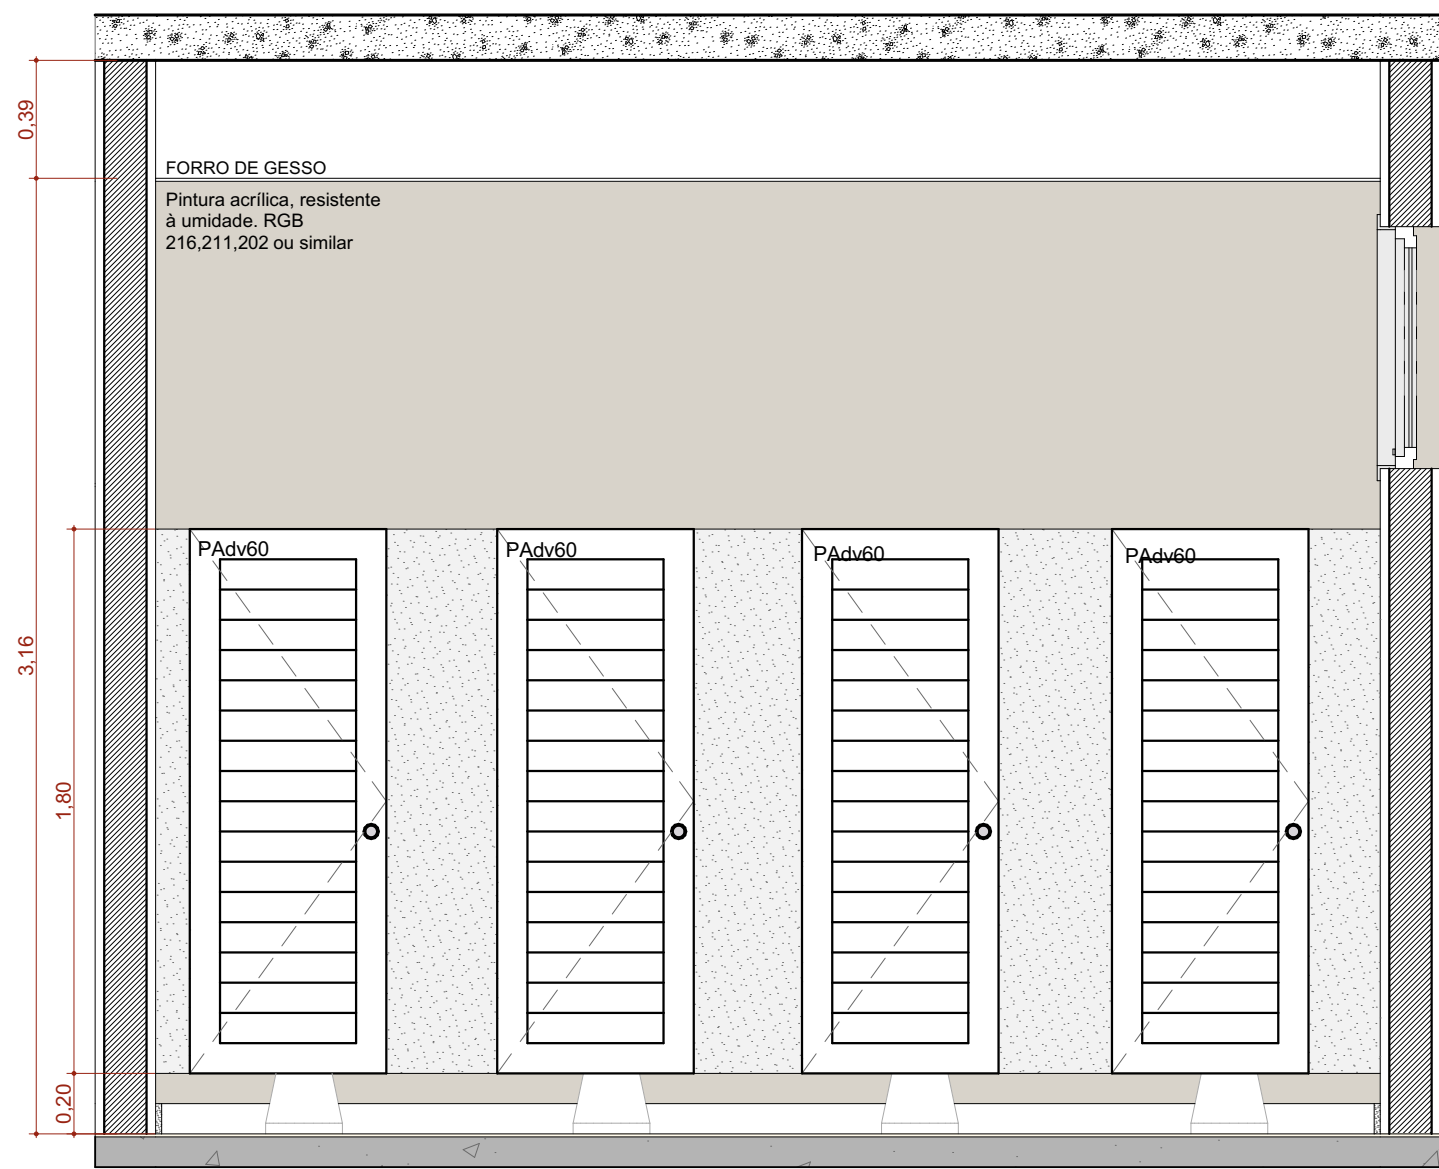 0,39
FORRO DE GESSO
Pintura acrílica, resistente
à umidade. RGB
216,211,202 ou similar
PAdv60
PAdv60
PAdv60
PAdv60
3,16
1,80
0,20